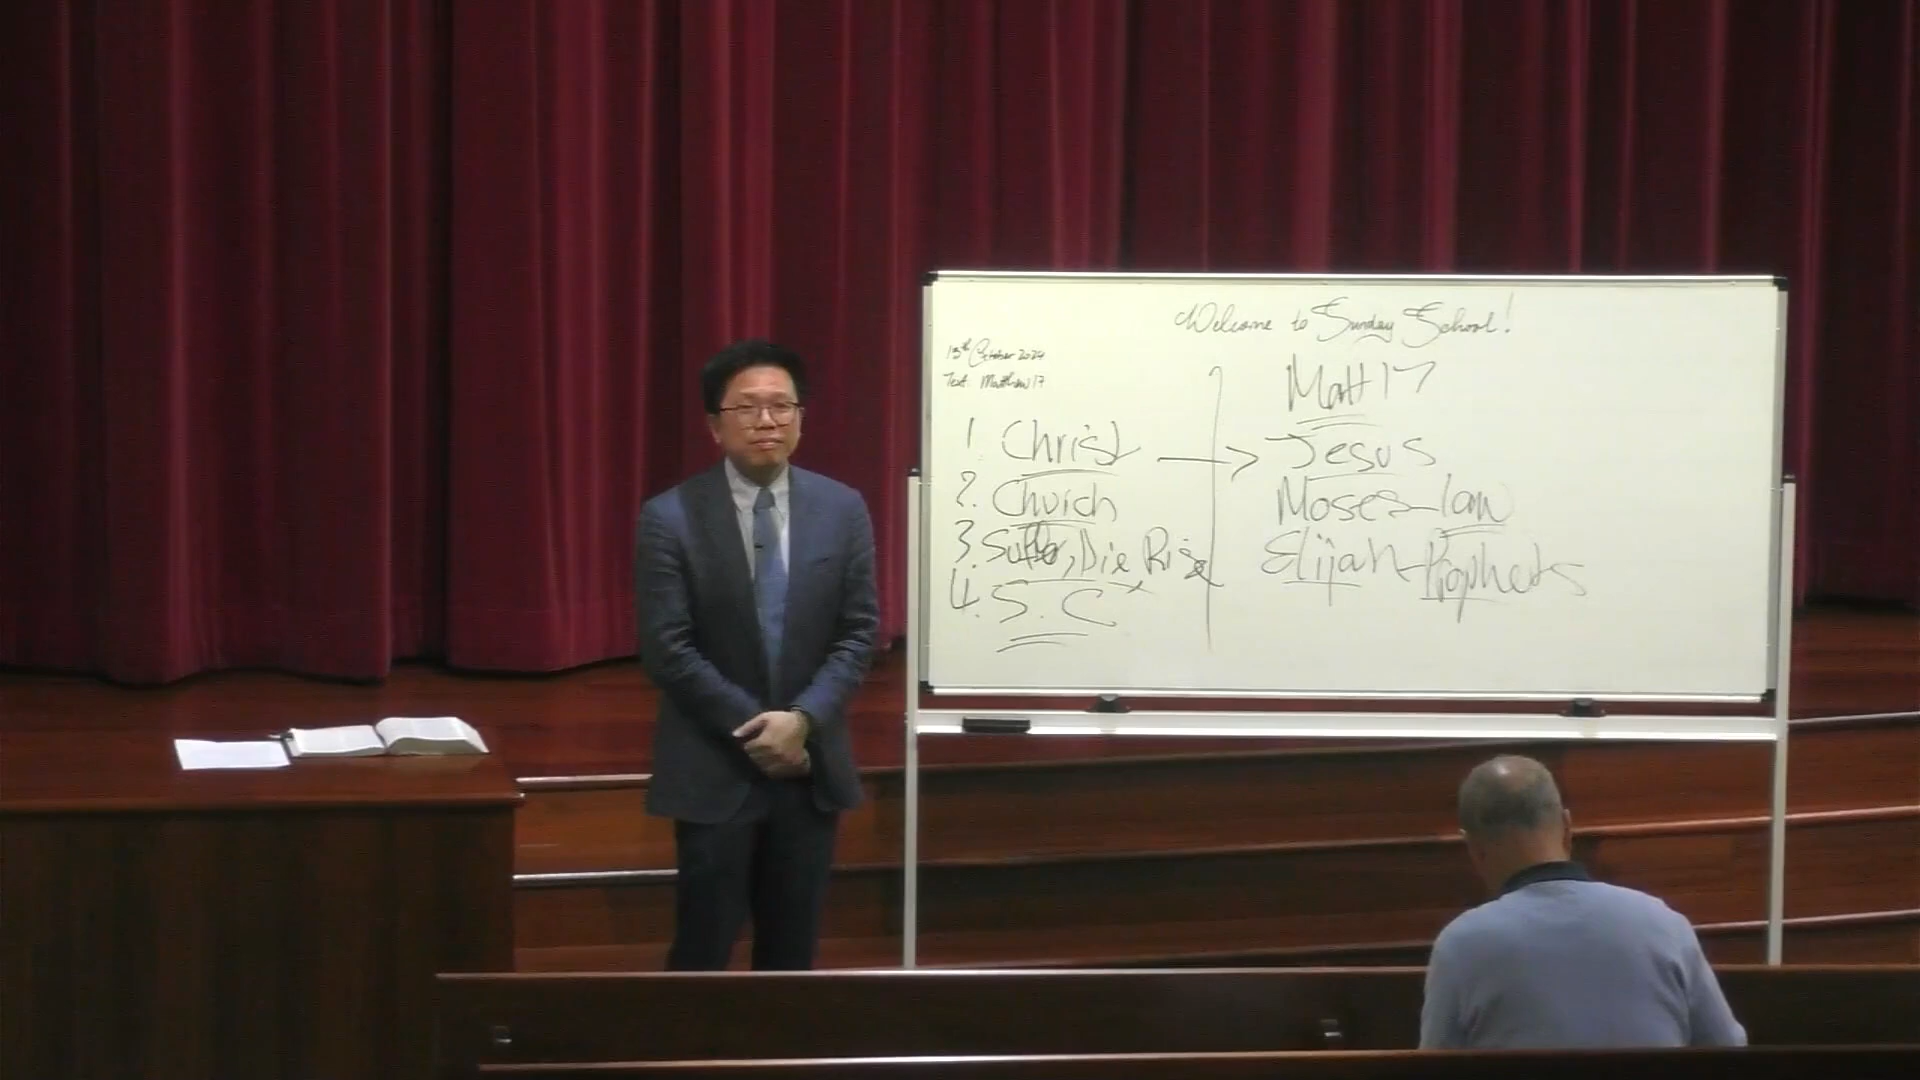 Welcome to Sunday School!
13th October 2024
Text: Matthew 17
1. Christ
2. Church
3. Suffer, Die Rise
4. S. C
Matt 17
Jesus
Moses - law
Elijah - Prophets